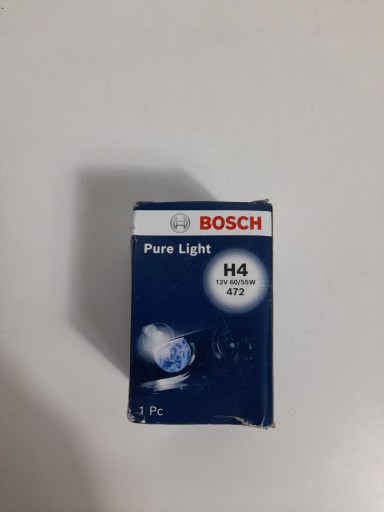 BOSCH
Pure Light
H4
12V 60/55W
472
1 Pc